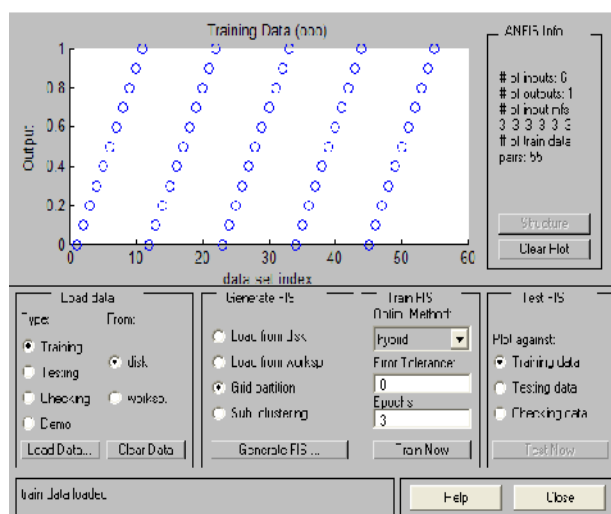 Training Data (ooo)
1
0.8
0.6
0.4
0.2
0
Output
0
10
20
30
40
50
60
data set index
ANFIS Info
# of inputs: 6
# of outputs: 1
# of input mfs
3 3 3 3 3 3
# of train data
pairs: 55
Structure
Clear Plot
Load data
Type:
From:
Training
Testing
Checking
Demo
disk
worksp.
Load Data...
Clear Data
Generate FIS
Load from disk
Load from worksp
Grid partition
Sub. clustering
Generate FIS ...
Train FIS
Optim. Method:
hybrid
Error Tolerance:
0
Epochs
3
Train Now
Test FIS
Plot against:
Training data
Testing data
Checking data
Test Now
train data loaded
Help
Close